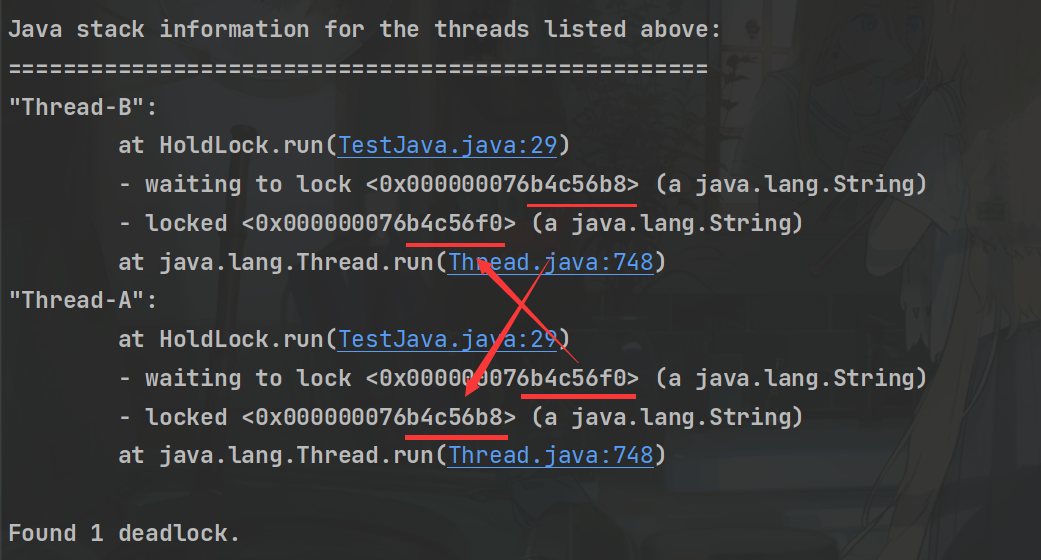 Java stack information for the threads listed above:
===================================================
"Thread-B":
        at HoldLock.run(TestJava.java:29)
        - waiting to lock <0x000000076b4c56b8> (a java.lang.String)
        - locked <0x000000076b4c56f0> (a java.lang.String)
        at java.lang.Thread.run(Thread.java:748)
"Thread-A":
        at HoldLock.run(TestJava.java:29)
        - waiting to lock <0x000000076b4c56f0> (a java.lang.String)
        - locked <0x000000076b4c56b8> (a java.lang.String)
        at java.lang.Thread.run(Thread.java:748)
Found 1 deadlock.